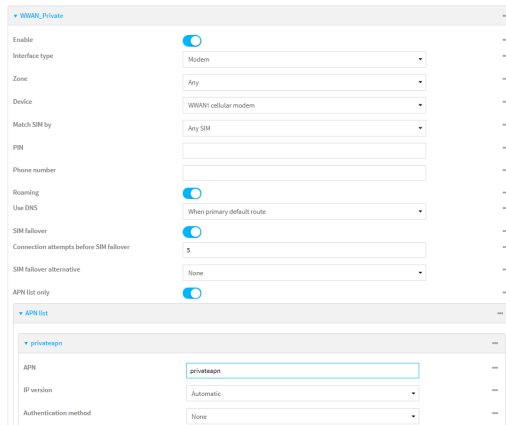 WWAN_Private
Enable
Interface type Modem
Zone Any
Device WWAN1 cellular modem
Match SIM by Any SIM
PIN
Phone number
Roaming
Use DNS When primary default route
SIM failover
Connection attempts before SIM failover 5
SIM failover alternative None
APN list only
APN list
privateapn
APN privateapn
IP version Automatic
Authentication method None